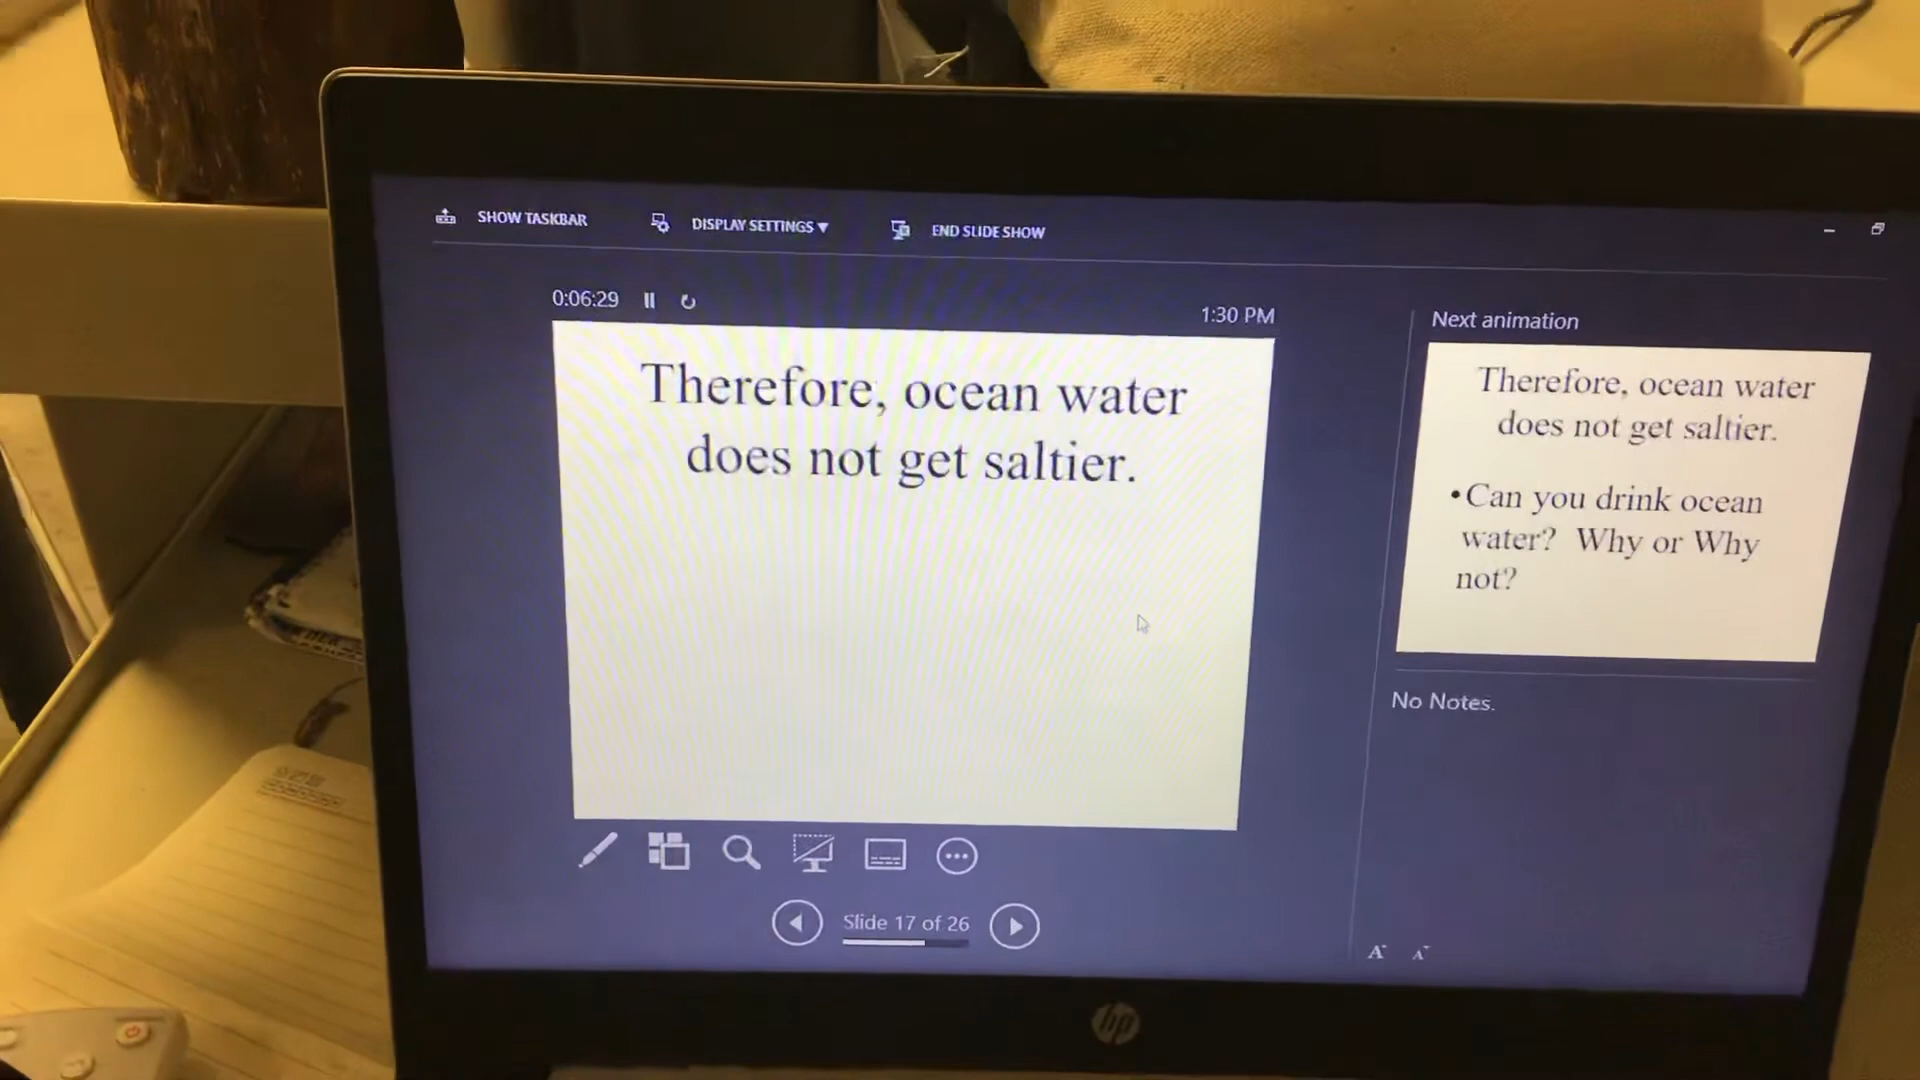 SHOW TASKBAR
DISPLAY SETTINGS ▼
END SLIDE SHOW
0:06:29
1:30 PM
Therefore, ocean water
does not get saltier.
Next animation
Therefore, ocean water
does not get saltier.
•Can you drink ocean
water? Why or Why
not?
No Notes.
Slide 17 of 26
A A
hp